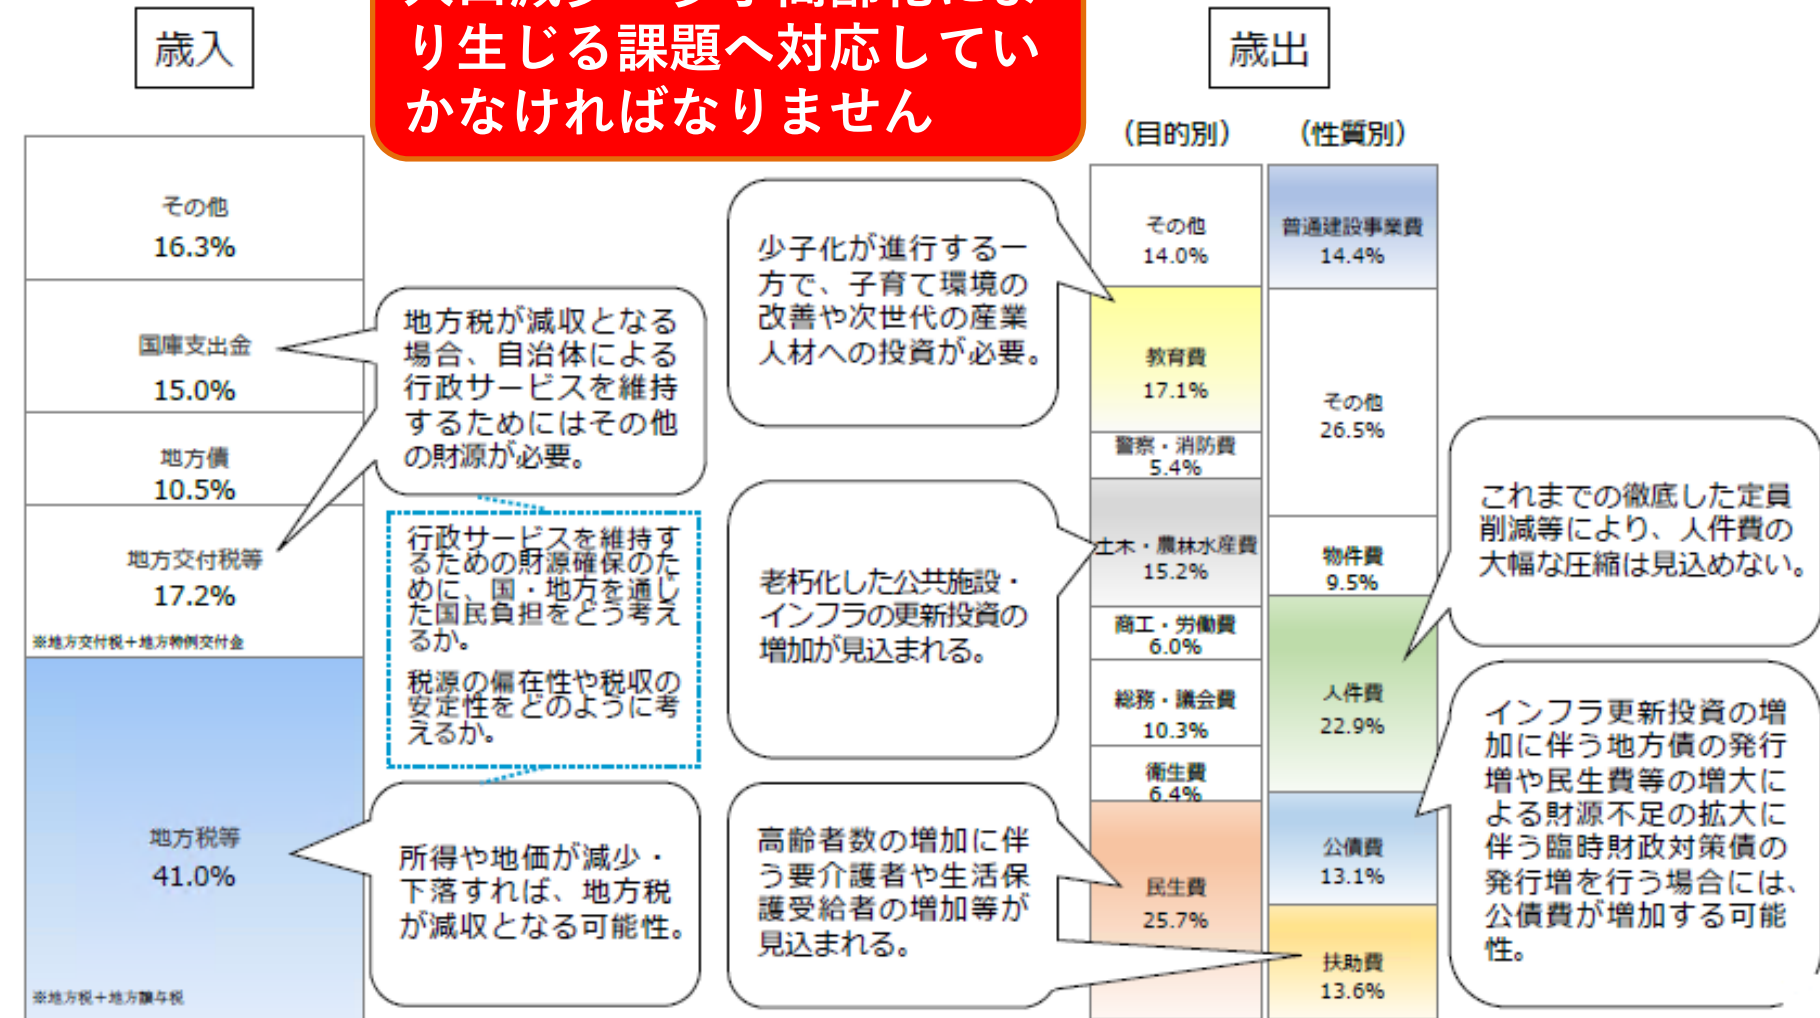 歳入
り生じる課題へ対応してい
かなければなりません
歳出
（目的別）
（性質別）
その他
16.3%
国庫支出金
15.0%
地方債
10.5%
地方交付税等
17.2%
※地方交付税＋地方特例交付金
地方税等
41.0%
※地方税＋地方譲与税
地方税が減収となる
場合、自治体による
行政サービスを維持
するためにはその他
の財源が必要。
行政サービスを維持す
るための財源確保のた
めに、国・地方を通じ
た国民負担をどう考え
るか。
税源の偏在性や税収の
安定性をどのように考
えるか。
所得や地価が減少・
下落すれば、地方税
が減収となる可能性。
少子化が進行する一
方で、子育て環境の
改善や次世代の産業
人材への投資が必要。
老朽化した公共施設・
インフラの更新投資の
増加が見込まれる。
高齢者数の増加に伴
う要介護者や生活保
護受給者の増加等が
見込まれる。
その他
14.0%
教育費
17.1%
警察・消防費
5.4%
土木・農林水産費
15.2%
商工・労働費
6.0%
総務・議会費
10.3%
衛生費
6.4%
民生費
25.7%
普通建設事業費
14.4%
その他
26.5%
物件費
9.5%
人件費
22.9%
公債費
13.1%
扶助費
13.6%
これまでの徹底した定員
削減等により、人件費の
大幅な圧縮は見込めない。
インフラ更新投資の増
加に伴う地方債の発行
増や民生費等の増大に
よる財源不足の拡大に
伴う臨時財政対策債の
発行増を行う場合には、
公債費が増加する可能
性。